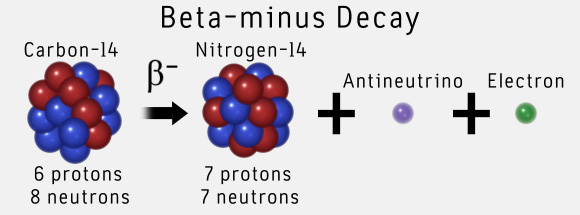 Beta-minus Decay
Carbon-14
β⁻
Nitrogen-14
Antineutrino
Electron
+
+
6 protons
8 neutrons
7 protons
7 neutrons